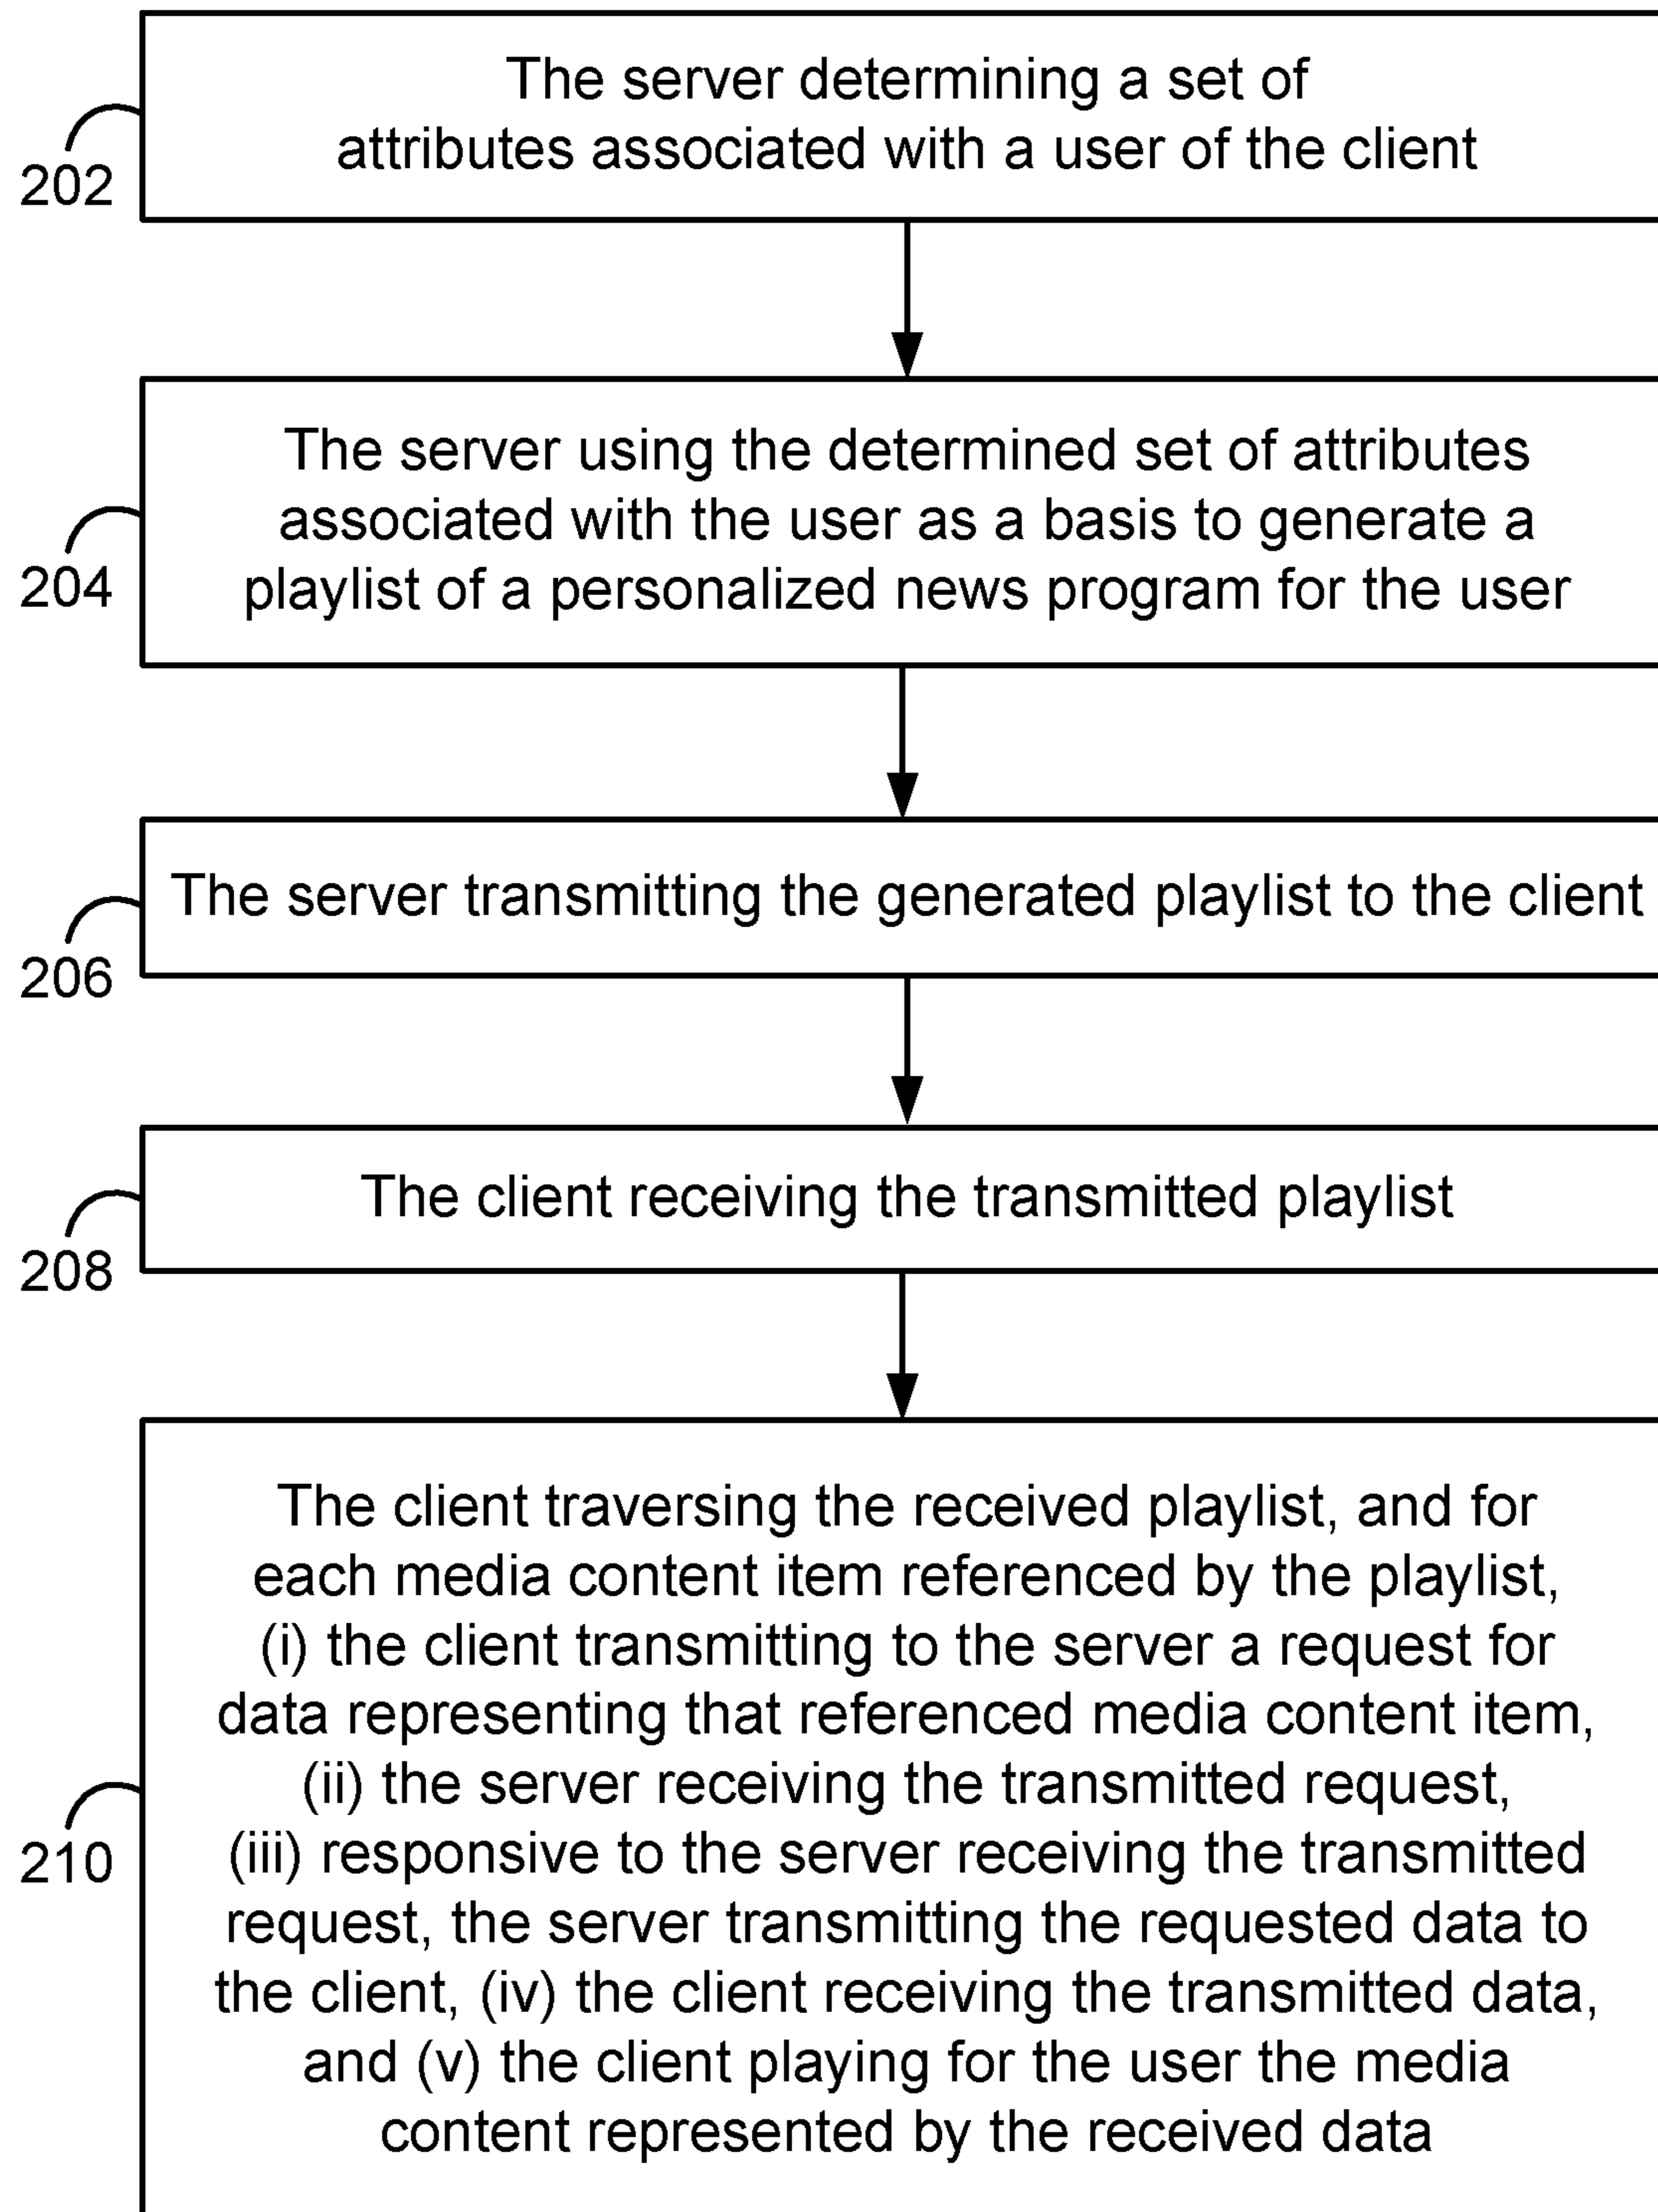 The server determining a set of
attributes associated with a user of the client
202
The server using the determined set of attributes
associated with the user as a basis to generate a
playlist of a personalized news program for the user
204
The server transmitting the generated playlist to the client
206
The client receiving the transmitted playlist
208
The client traversing the received playlist, and for
each media content item referenced by the playlist,
(i) the client transmitting to the server a request for
data representing that referenced media content item,
(ii) the server receiving the transmitted request,
(iii) responsive to the server receiving the transmitted
request, the server transmitting the requested data to
the client, (iv) the client receiving the transmitted data,
and (v) the client playing for the user the media
content represented by the received data
210